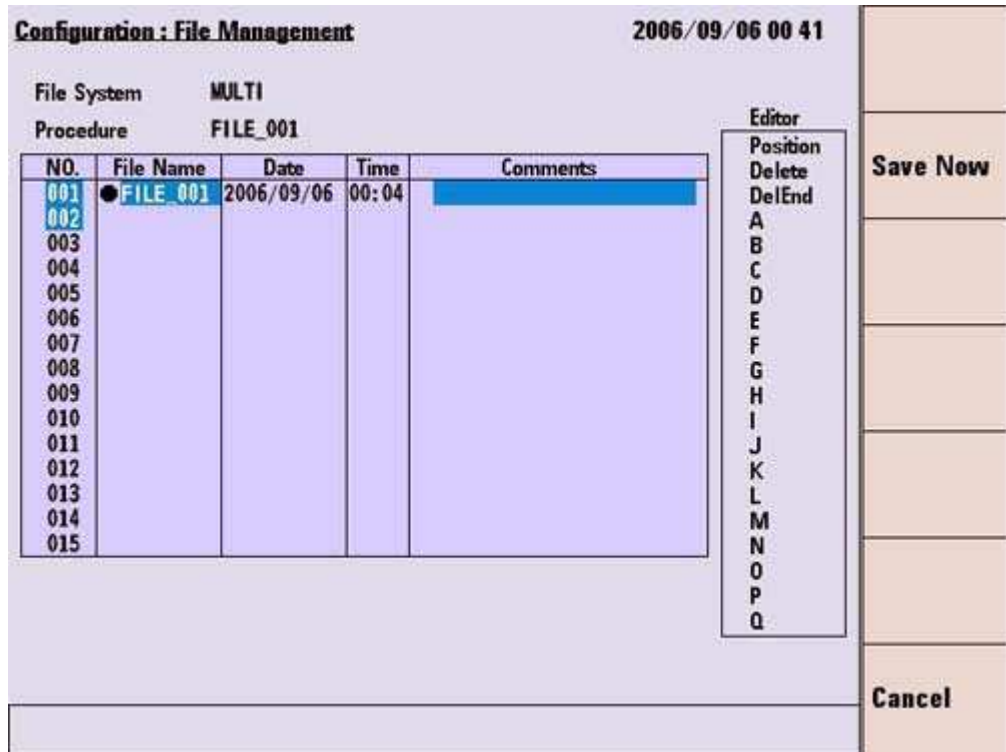 Configuration : File Management 2006/09/06 00 41
File System MULTI
Procedure FILE_001
NO. File Name Date Time Comments
001 ●FILE_001 2006/09/06 00:04
002
003
004
005
006
007
008
009
010
011
012
013
014
015
Editor
Position
Delete
DelEnd
A
B
C
D
E
F
G
H
I
J
K
L
M
N
O
P
Q
Save Now
Cancel